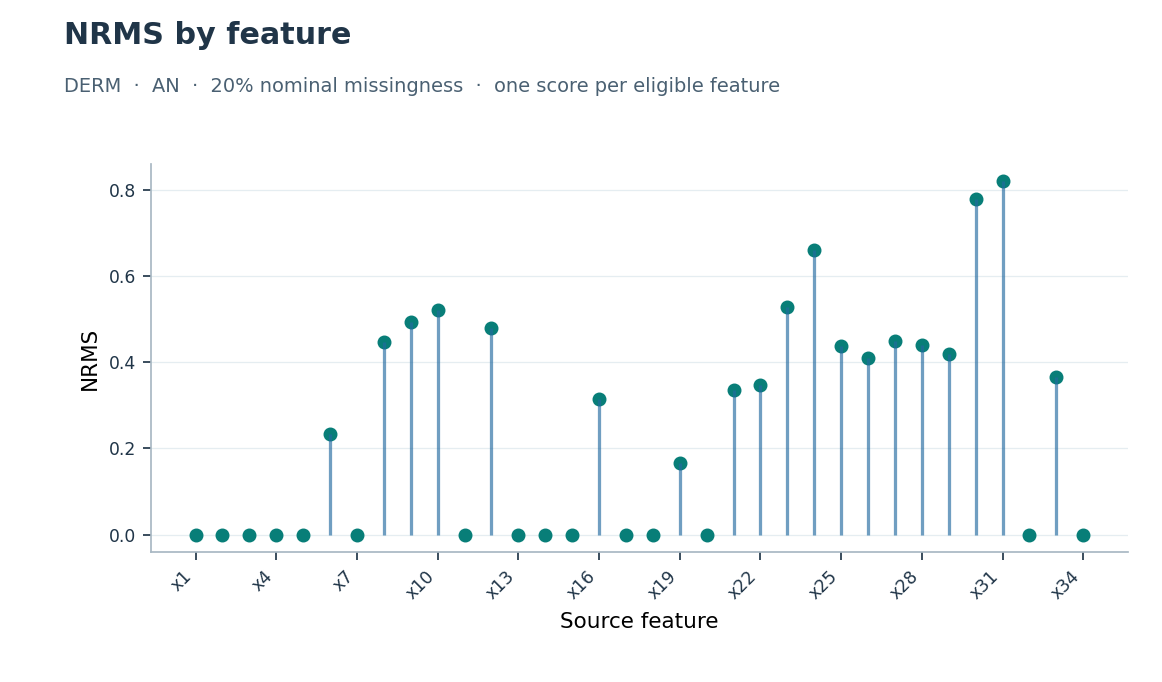 NRMS by feature
DERM · AN · 20% nominal missingness · one score per eligible feature
NRMS
0.8
0.6
0.4
0.2
0.0
x1
x4
x7
x10
x13
x16
x19
x22
x25
x28
x31
x34
Source feature